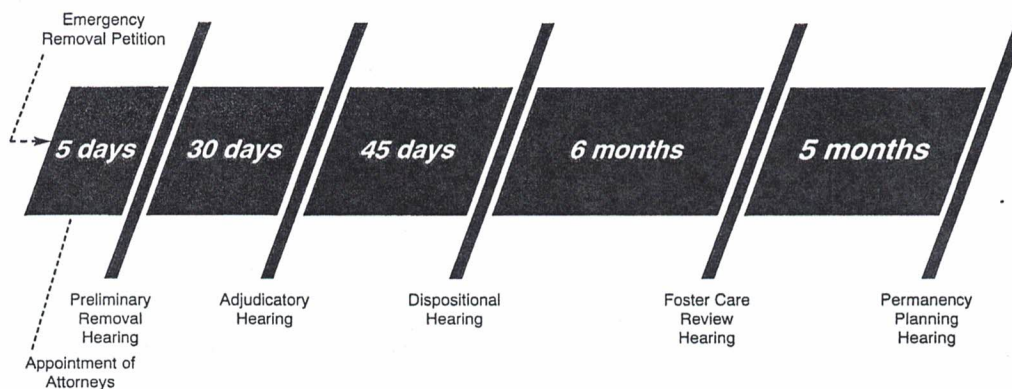 Emergency
Removal Petition
5 days
30 days
45 days
6 months
5 months
Preliminary
Removal
Hearing
Adjudicatory
Hearing
Dispositional
Hearing
Foster Care
Review
Hearing
Permanency
Planning
Hearing
Appointment of
Attorneys